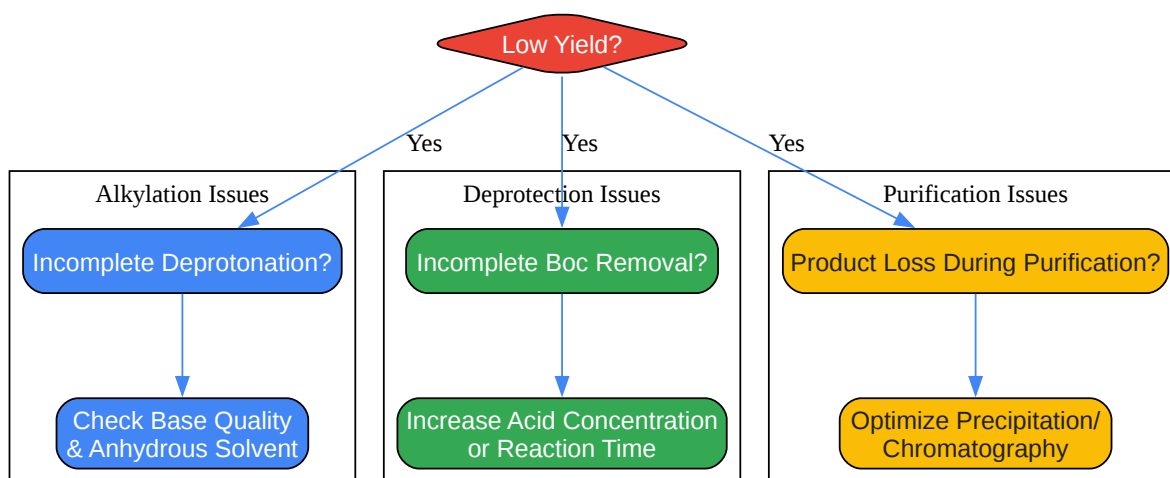 Low Yield?
Yes
Yes
Yes
Alkylation Issues
Deprotection Issues
Purification Issues
Incomplete Deprotonation?
Incomplete Boc Removal?
Product Loss During Purification?
Check Base Quality
& Anhydrous Solvent
Increase Acid Concentration
or Reaction Time
Optimize Precipitation/
Chromatography